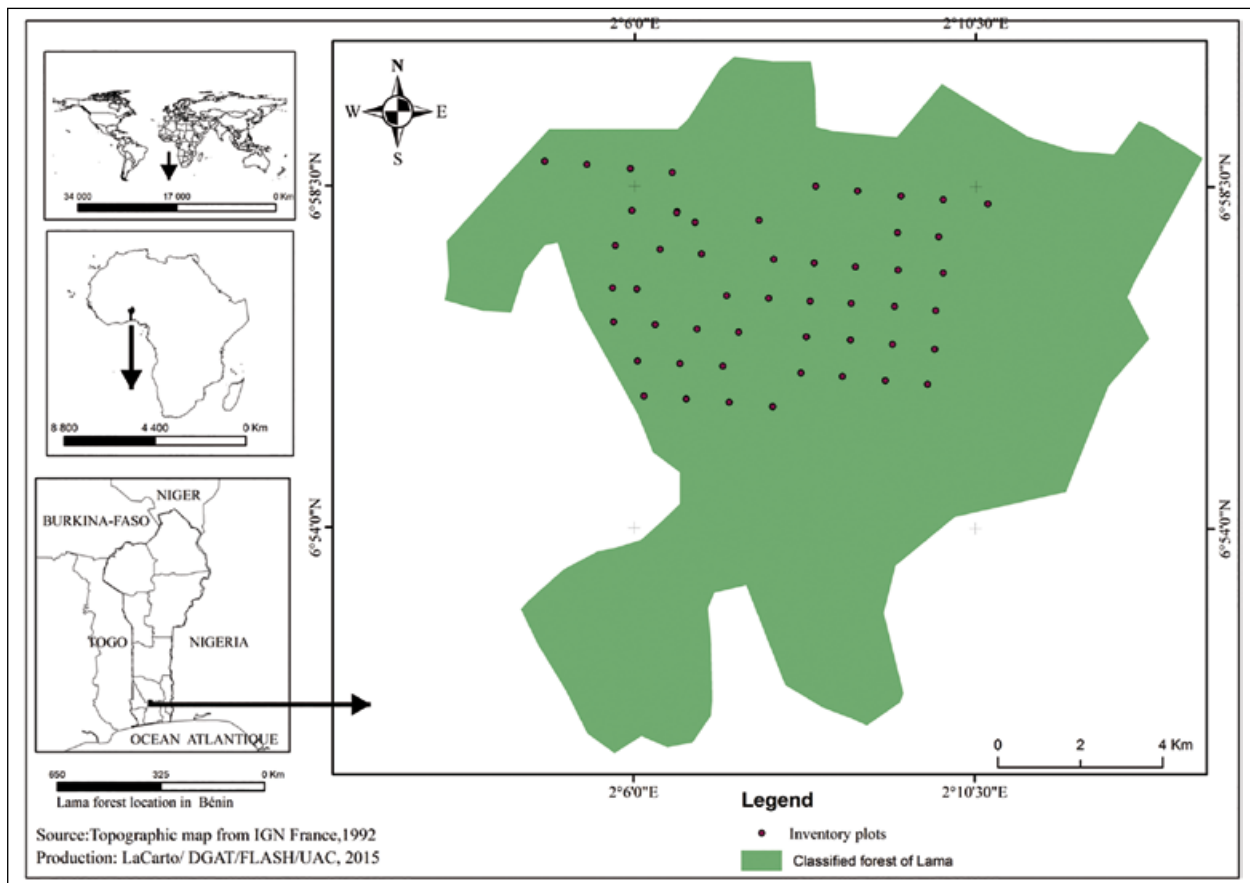 2°6'0"E
2°10'30"E
N
W
E
S
34 000
17 000
0 Km
6°58'30"N
6°58'30"N
8 800
4 400
0 Km
NIGER
BURKINA-FASO
6°54'0"N
6°54'0"N
TOGO
NIGERIA
OCEAN ATLANTIQUE
0
2
4 Km
650
325
0 Km
2°6'0"E
2°10'30"E
Lama forest location in Bénin
Legend
Source:Topographic map from IGN France,1992
Inventory plots
Production: LaCarto/ DGAT/FLASH/UAC, 2015
Classified forest of Lama